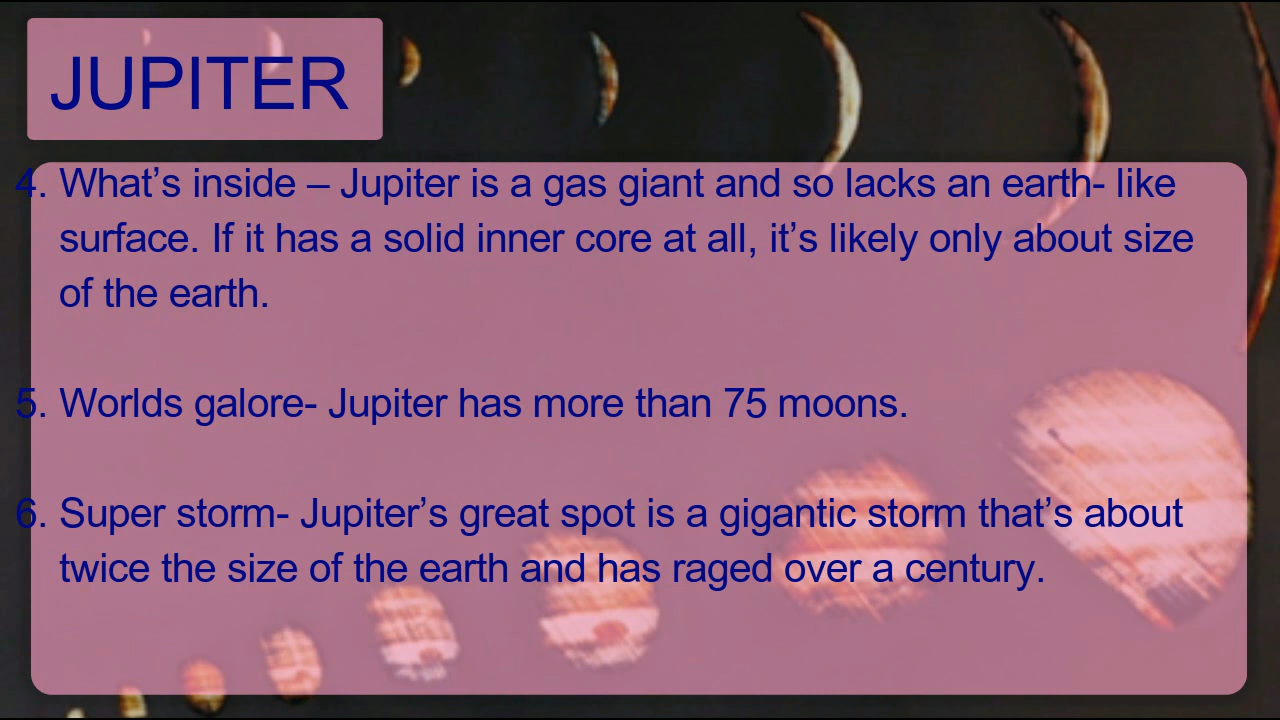 JUPITER
4. What’s inside – Jupiter is a gas giant and so lacks an earth- like
surface. If it has a solid inner core at all, it’s likely only about size
of the earth.
5. Worlds galore- Jupiter has more than 75 moons.
6. Super storm- Jupiter’s great spot is a gigantic storm that’s about
twice the size of the earth and has raged over a century.